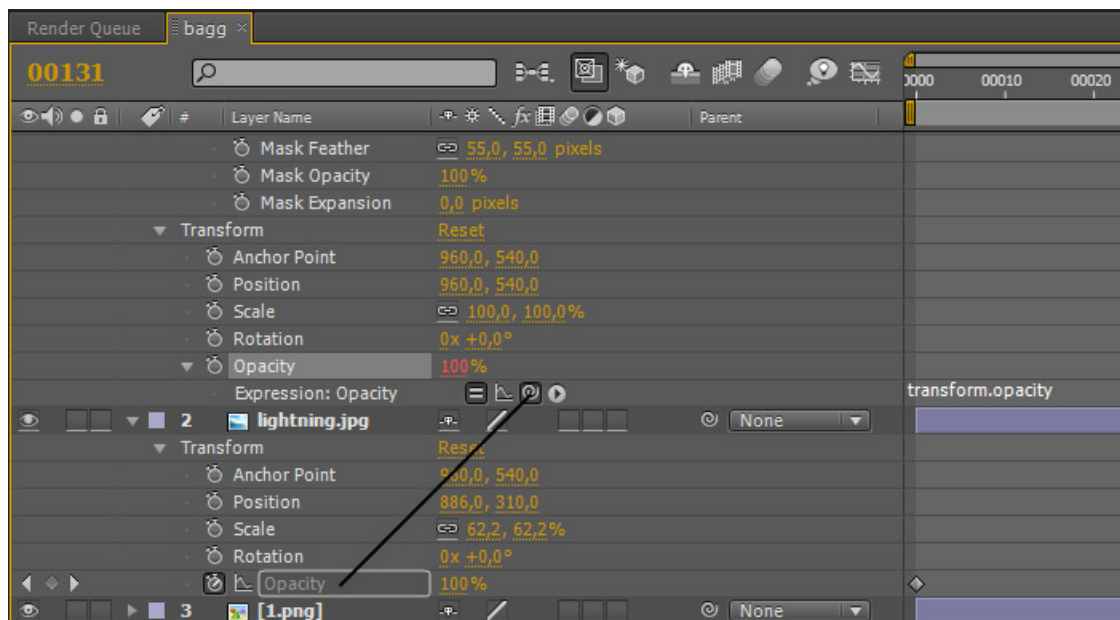 Render Queue bagg ×
00131
0000 00010 00020
# Layer Name fx Parent
Mask Feather 55,0, 55,0 pixels
Mask Opacity 100%
Mask Expansion 0,0 pixels
Transform Reset
Anchor Point 960,0, 540,0
Position 960,0, 540,0
Scale 100,0, 100,0%
Rotation 0x +0,0°
Opacity 100%
Expression: Opacity transform.opacity
2 lightning.jpg None
Transform Reset
Anchor Point 960,0, 540,0
Position 886,0, 310,0
Scale 62,2, 62,2%
Rotation 0x +0,0°
Opacity 100%
3 [1.png] None